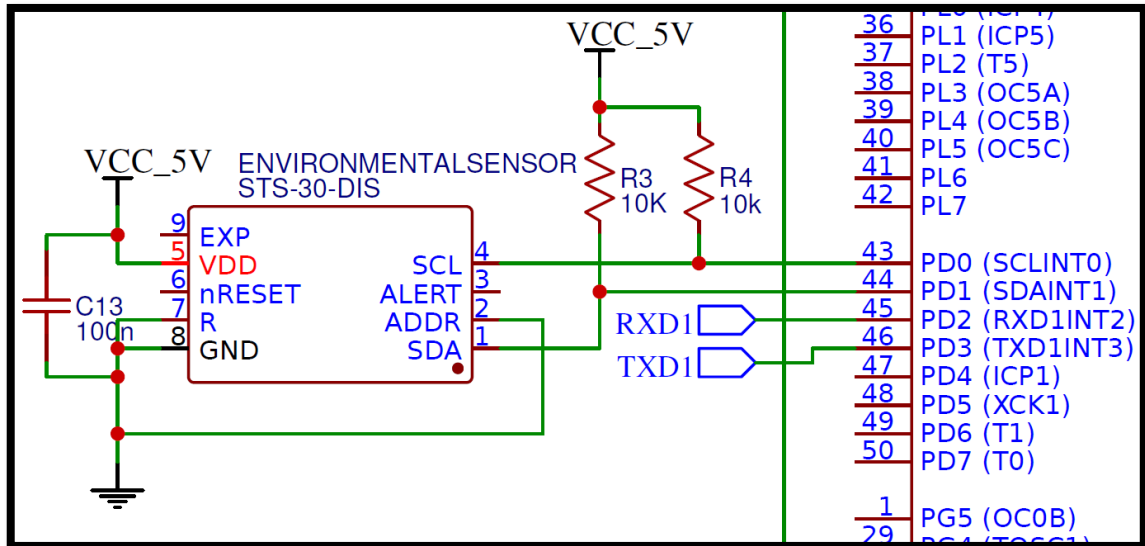 VCC_5V
VCC_5V
ENVIRONMENTALSENSOR
STS-30-DIS
9 EXP
5 VDD
6 nRESET
7 R
8 GND
SCL 4
ALERT 3
ADDR 2
SDA 1
C13
100n
R3
10K
R4
10k
RXD1
TXD1
36 PL1 (ICP5)
37 PL2 (T5)
38 PL3 (OC5A)
39 PL4 (OC5B)
40 PL5 (OC5C)
41 PL6
42 PL7
43 PD0 (SCLINT0)
44 PD1 (SDAINT1)
45 PD2 (RXD1INT2)
46 PD3 (TXD1INT3)
47 PD4 (ICP1)
48 PD5 (XCK1)
49 PD6 (T1)
50 PD7 (T0)
1 PG5 (OC0B)
29